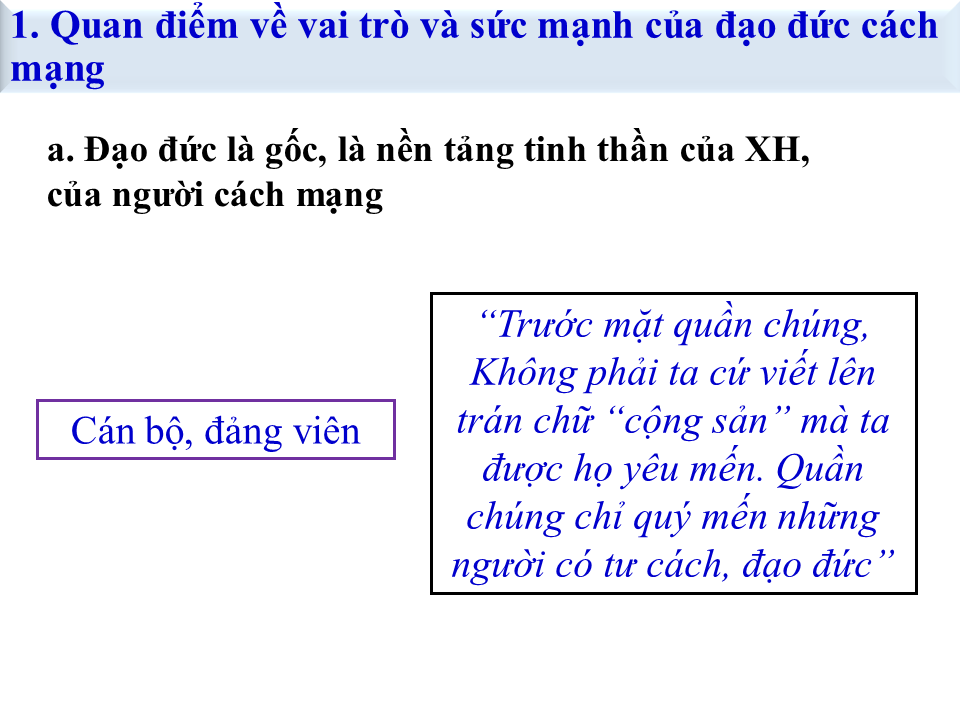 1. Quan điểm về vai trò và sức mạnh của đạo đức cách
mạng
a. Đạo đức là gốc, là nền tảng tinh thần của XH,
của người cách mạng
Cán bộ, đảng viên
“Trước mặt quần chúng,
Không phải ta cứ viết lên
trán chữ “cộng sản” mà ta
được họ yêu mến. Quần
chúng chỉ quý mến những
người có tư cách, đạo đức”